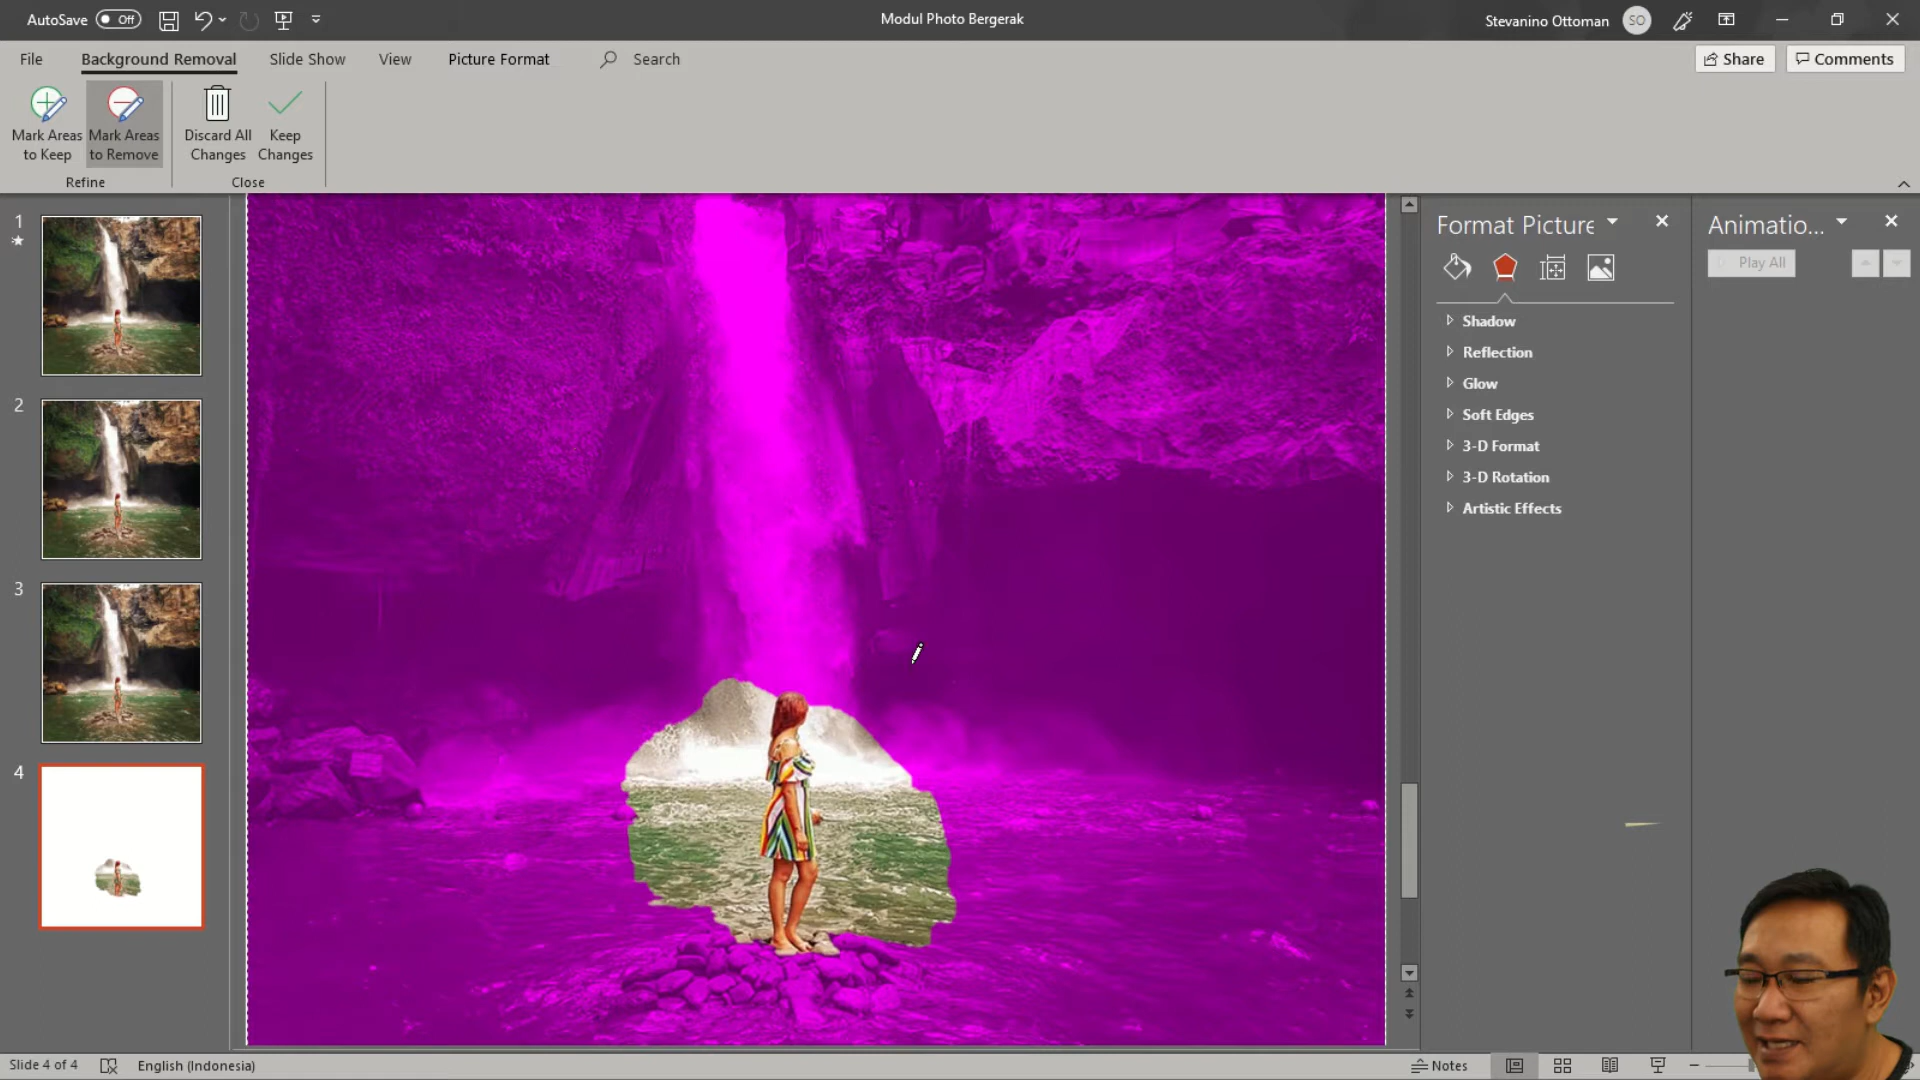 AutoSave Off
Modul Photo Bergerak
Stevanino Ottoman SO
File Background Removal Slide Show View Picture Format Search
Share Comments
Mark Areas to Keep
Mark Areas to Remove
Discard All Changes
Keep Changes
Refine
Close
1
2
3
4
Format Picture
Shadow
Reflection
Glow
Soft Edges
3-D Format
3-D Rotation
Artistic Effects
Animatio...
Play All
Slide 4 of 4 English (Indonesia)
Notes